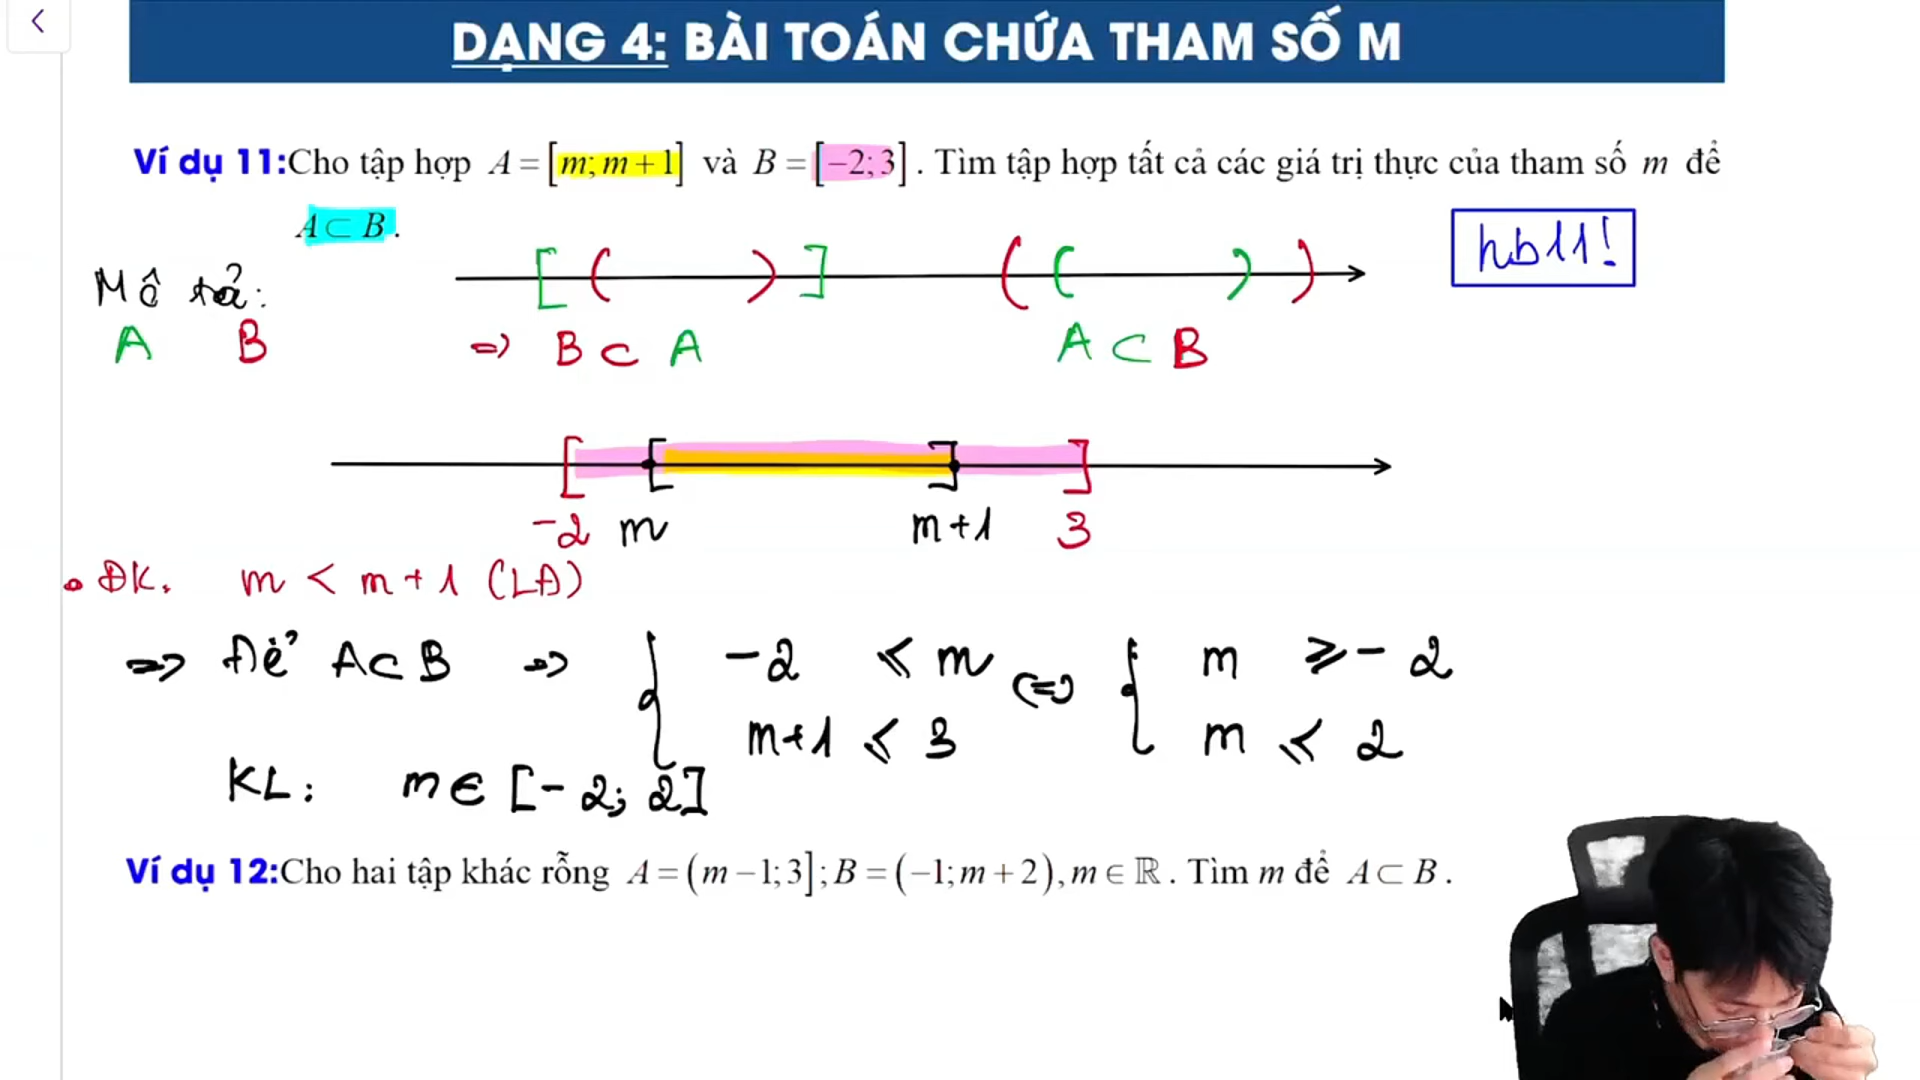 DẠNG 4: BÀI TOÁN CHỨA THAM SỐ M
Ví dụ 11:Cho tập hợp A = [m; m + 1] và B = [−2; 3]. Tìm tập hợp tất cả các giá trị thực của tham số m để
A ⊂ B.
hb11!
Mô tả:
[ ( ) ] ( ( ) )
A B ⇒ B ⊂ A A ⊂ B
[ [ ] ]
-2 m m+1 3
• ĐK. m < m + 1 (LĐ)
⇒ Để A⊂B ⇒ { -2 ⩽ m ⇔ { m ⩾ -2
m+1 ⩽ 3 m ⩽ 2
KL: m ∈ [-2; 2]
Ví dụ 12:Cho hai tập khác rỗng A = (m − 1; 3]; B = (−1; m + 2), m ∈ ℝ. Tìm m để A ⊂ B.